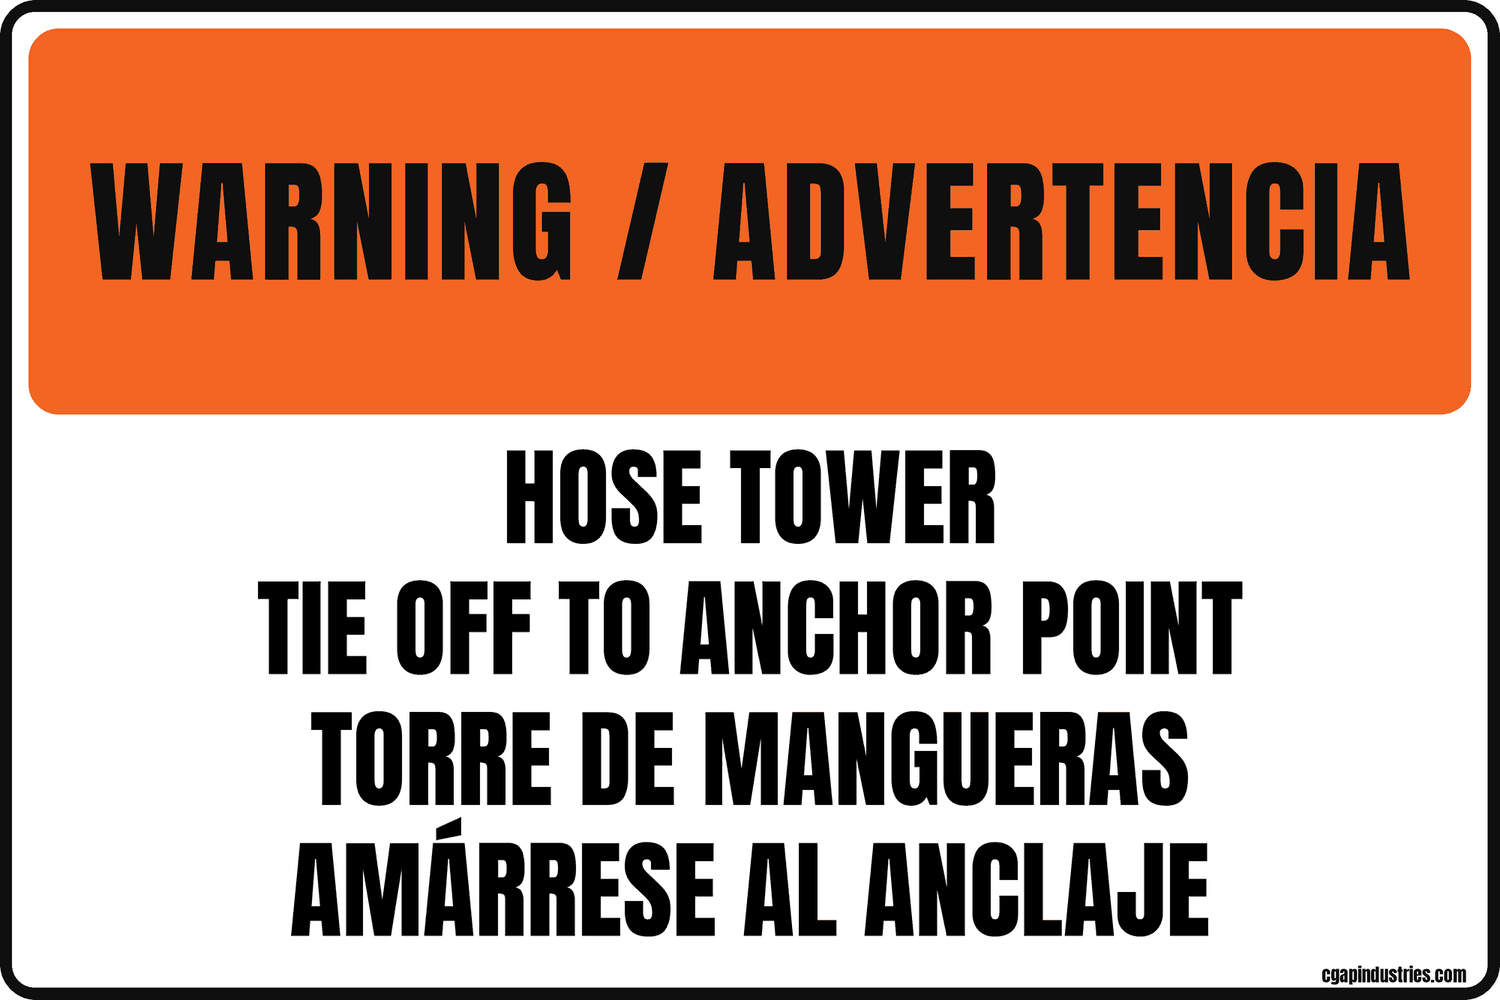 WARNING / ADVERTENCIA
HOSE TOWER
TIE OFF TO ANCHOR POINT
TORRE DE MANGUERAS
AMÁRRESE AL ANCLAJE
cgapindustries.com